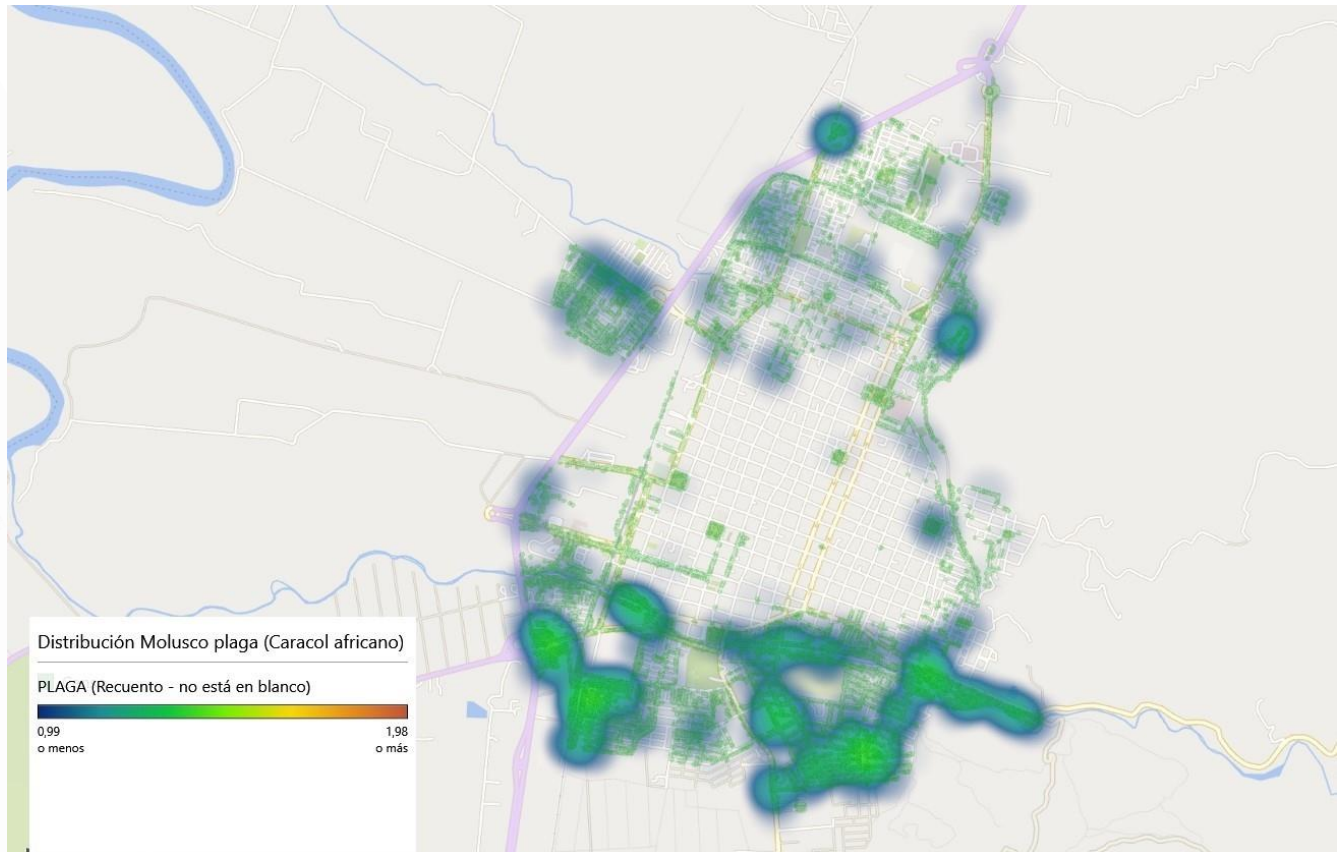 Distribución Molusco plaga (Caracol africano)
PLAGA (Recuento - no está en blanco)
0,99 1,98
o menos o más